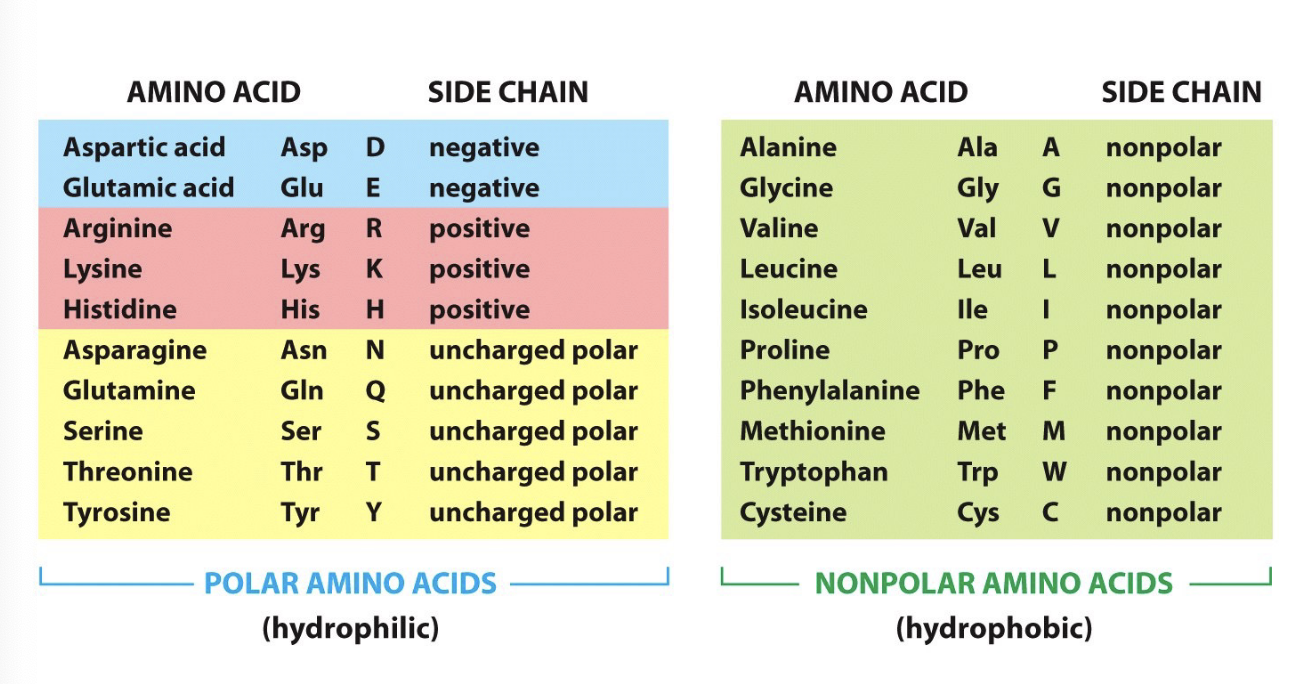 AMINO ACID SIDE CHAIN
Aspartic acid Asp D negative
Glutamic acid Glu E negative
Arginine Arg R positive
Lysine Lys K positive
Histidine His H positive
Asparagine Asn N uncharged polar
Glutamine Gln Q uncharged polar
Serine Ser S uncharged polar
Threonine Thr T uncharged polar
Tyrosine Tyr Y uncharged polar
POLAR AMINO ACIDS
(hydrophilic)
AMINO ACID SIDE CHAIN
Alanine Ala A nonpolar
Glycine Gly G nonpolar
Valine Val V nonpolar
Leucine Leu L nonpolar
Isoleucine Ile I nonpolar
Proline Pro P nonpolar
Phenylalanine Phe F nonpolar
Methionine Met M nonpolar
Tryptophan Trp W nonpolar
Cysteine Cys C nonpolar
NONPOLAR AMINO ACIDS
(hydrophobic)